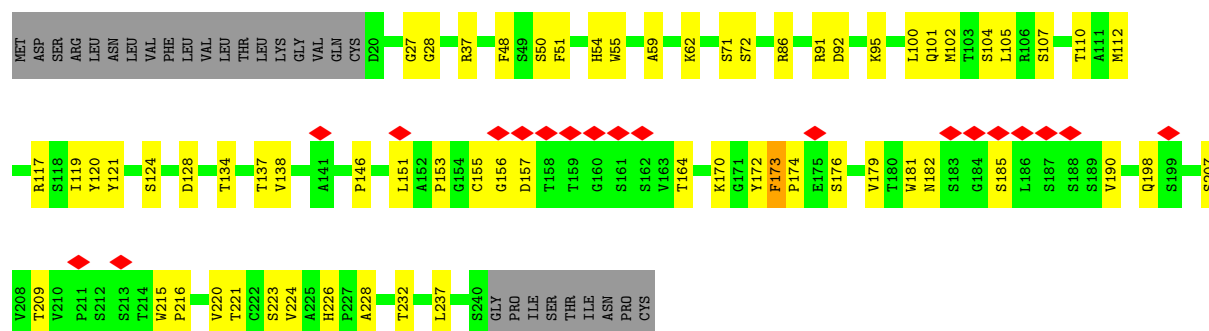 MET ASP SER ARG LEU ASN LEU VAL PHE LEU VAL LEU THR LEU LYS GLY VAL GLN CYS D20 G27 G28 R37 F48 S49 S50 F51 H54 W55 A59 K62 S71 S72 R86 R91 D92 K95 L100 Q101 M102 T103 S104 L105 R106 S107 T110 A111 M112
R117 S118 I119 Y120 Y121 S124 D128 T134 T137 V138 A141 P146 L151 A152 P153 G154 C155 G156 D157 T158 T159 G160 S161 S162 V163 T164 K170 G171 Y172 F173 P174 E175 S176 V179 T180 W181 N182 S183 G184 S185 L186 S187 S188 S189 V190 Q198 S199 S207
V208 T209 V210 P211 S212 S213 T214 W215 P216 V220 T221 C222 S223 V224 A225 H226 P227 A228 T232 L237 S240 GLY PRO ILE SER THR ILE ASN PRO CYS